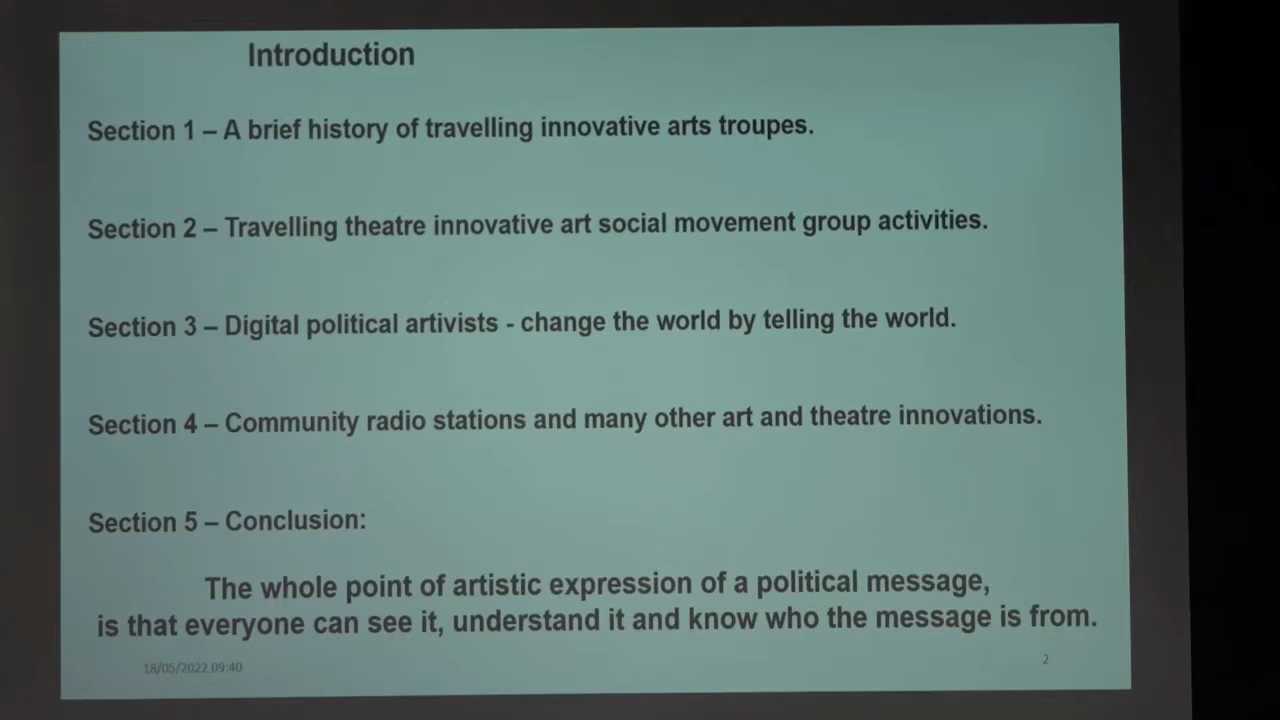 Introduction
Section 1 – A brief history of travelling innovative arts troupes.
Section 2 – Travelling theatre innovative art social movement group activities.
Section 3 – Digital political artivists - change the world by telling the world.
Section 4 – Community radio stations and many other art and theatre innovations.
Section 5 – Conclusion:
The whole point of artistic expression of a political message,
is that everyone can see it, understand it and know who the message is from.
18/05/2022 09:40
2